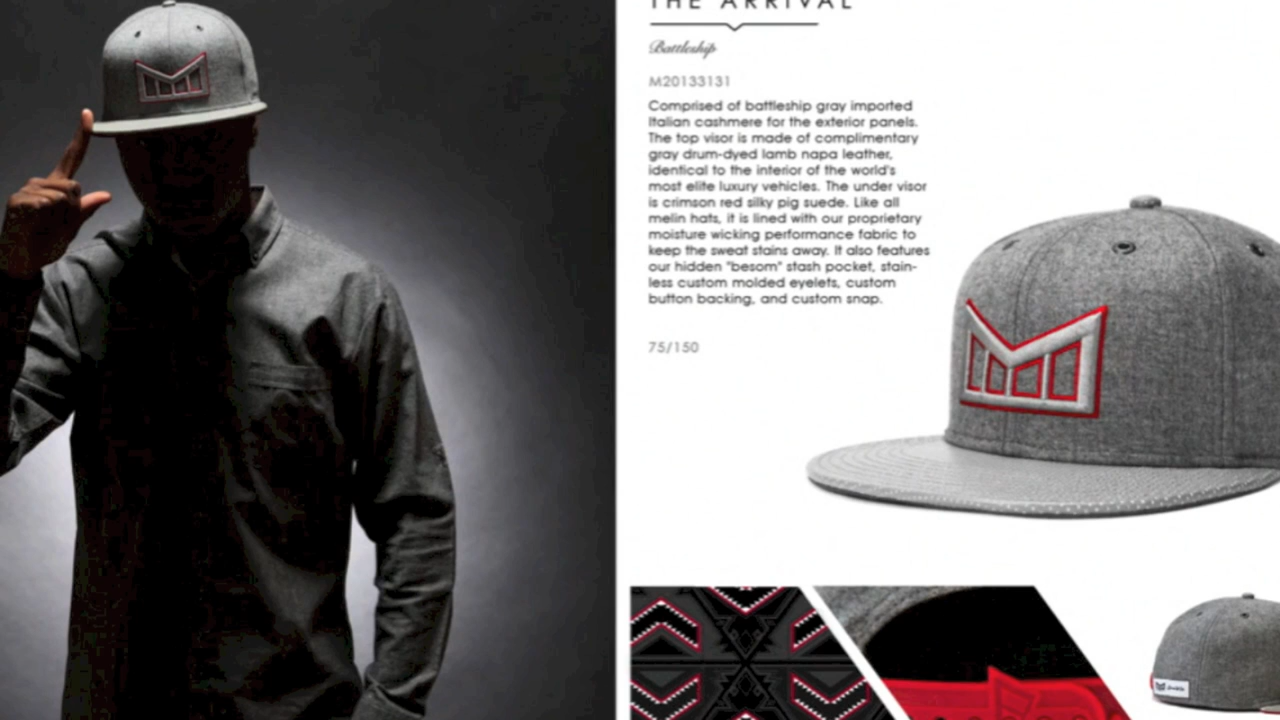 THE ARRIVAL
Battleship
M20133131
Comprised of battleship gray imported
Italian cashmere for the exterior panels.
The top visor is made of complimentary
gray drum-dyed lamb napa leather,
identical to the interior of the world's
most elite luxury vehicles. The under visor
is crimson red silky pig suede. Like all
melin hats, it is lined with our proprietary
moisture wicking performance fabric to
keep the sweat stains away. It also features
our hidden "besom" stash pocket, stain-
less custom molded eyelets, custom
button backing, and custom snap.
75/150